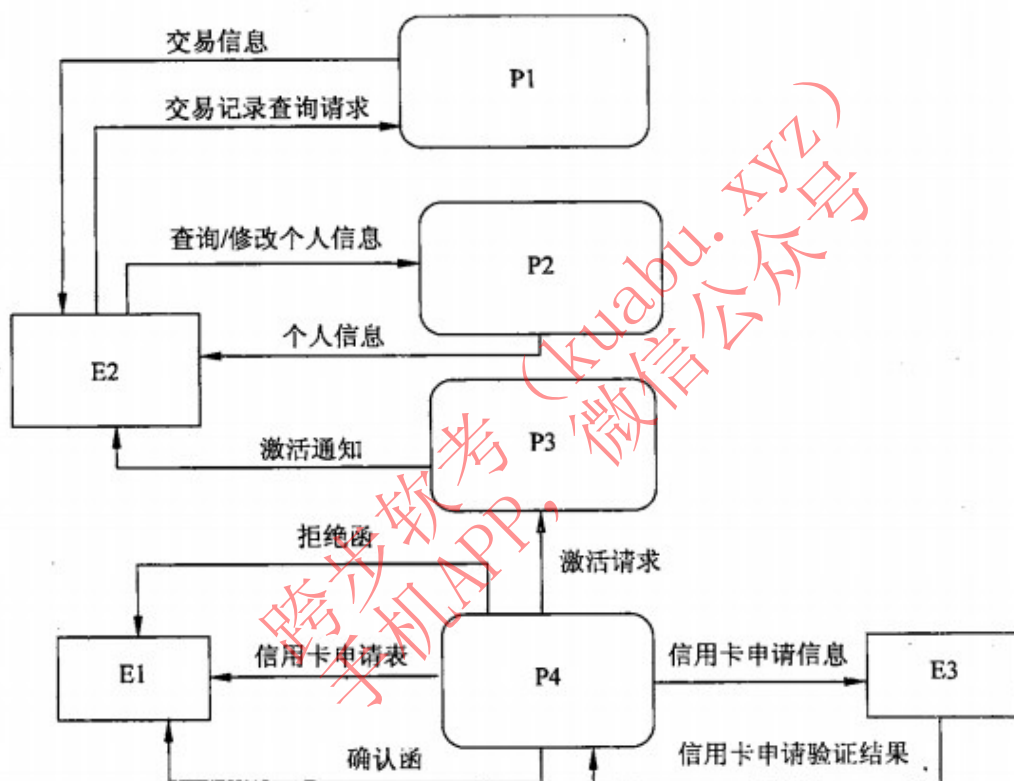 交易信息
P1
交易记录查询请求
查询/修改个人信息
P2
个人信息
E2
P3
激活通知
拒绝函
激活请求
E1
信用卡申请表
P4
信用卡申请信息
E3
确认函
信用卡申请验证结果
跨步软考（kuabu.xyz）
手机APP，微信公众号